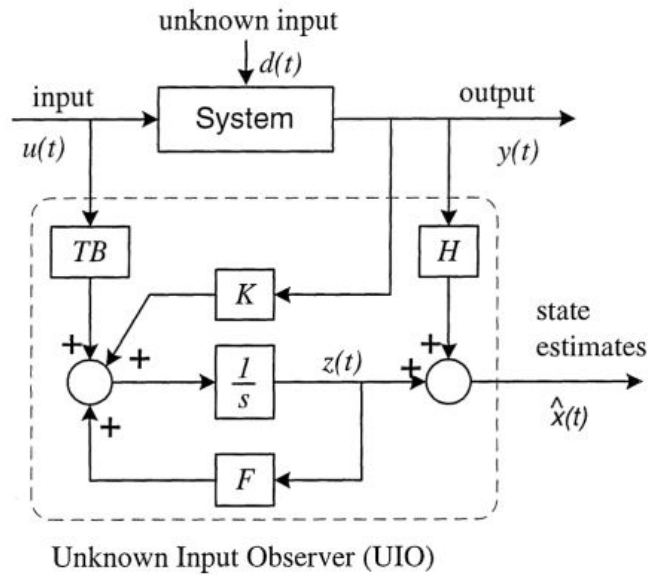 unknown input
d(t)
input
System
output
u(t)
y(t)
TB
H
K
+
+
+
+
+
1
s
z(t)
state
estimates
x̂(t)
F
Unknown Input Observer (UIO)